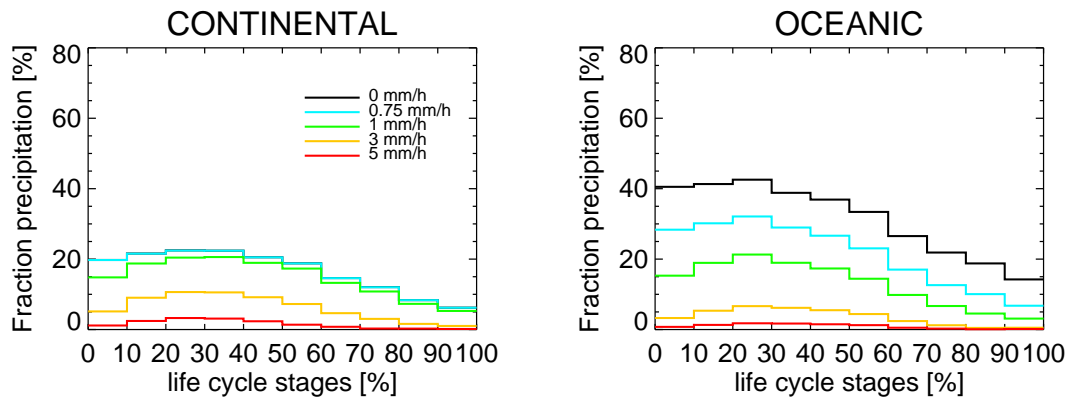 CONTINENTAL
Fraction precipitation [%]
80
60
40
20
0
0 mm/h
0.75 mm/h
1 mm/h
3 mm/h
5 mm/h
0 10 20 30 40 50 60 70 80 90 100
life cycle stages [%]
OCEANIC
Fraction precipitation [%]
80
60
40
20
0
0 10 20 30 40 50 60 70 80 90 100
life cycle stages [%]